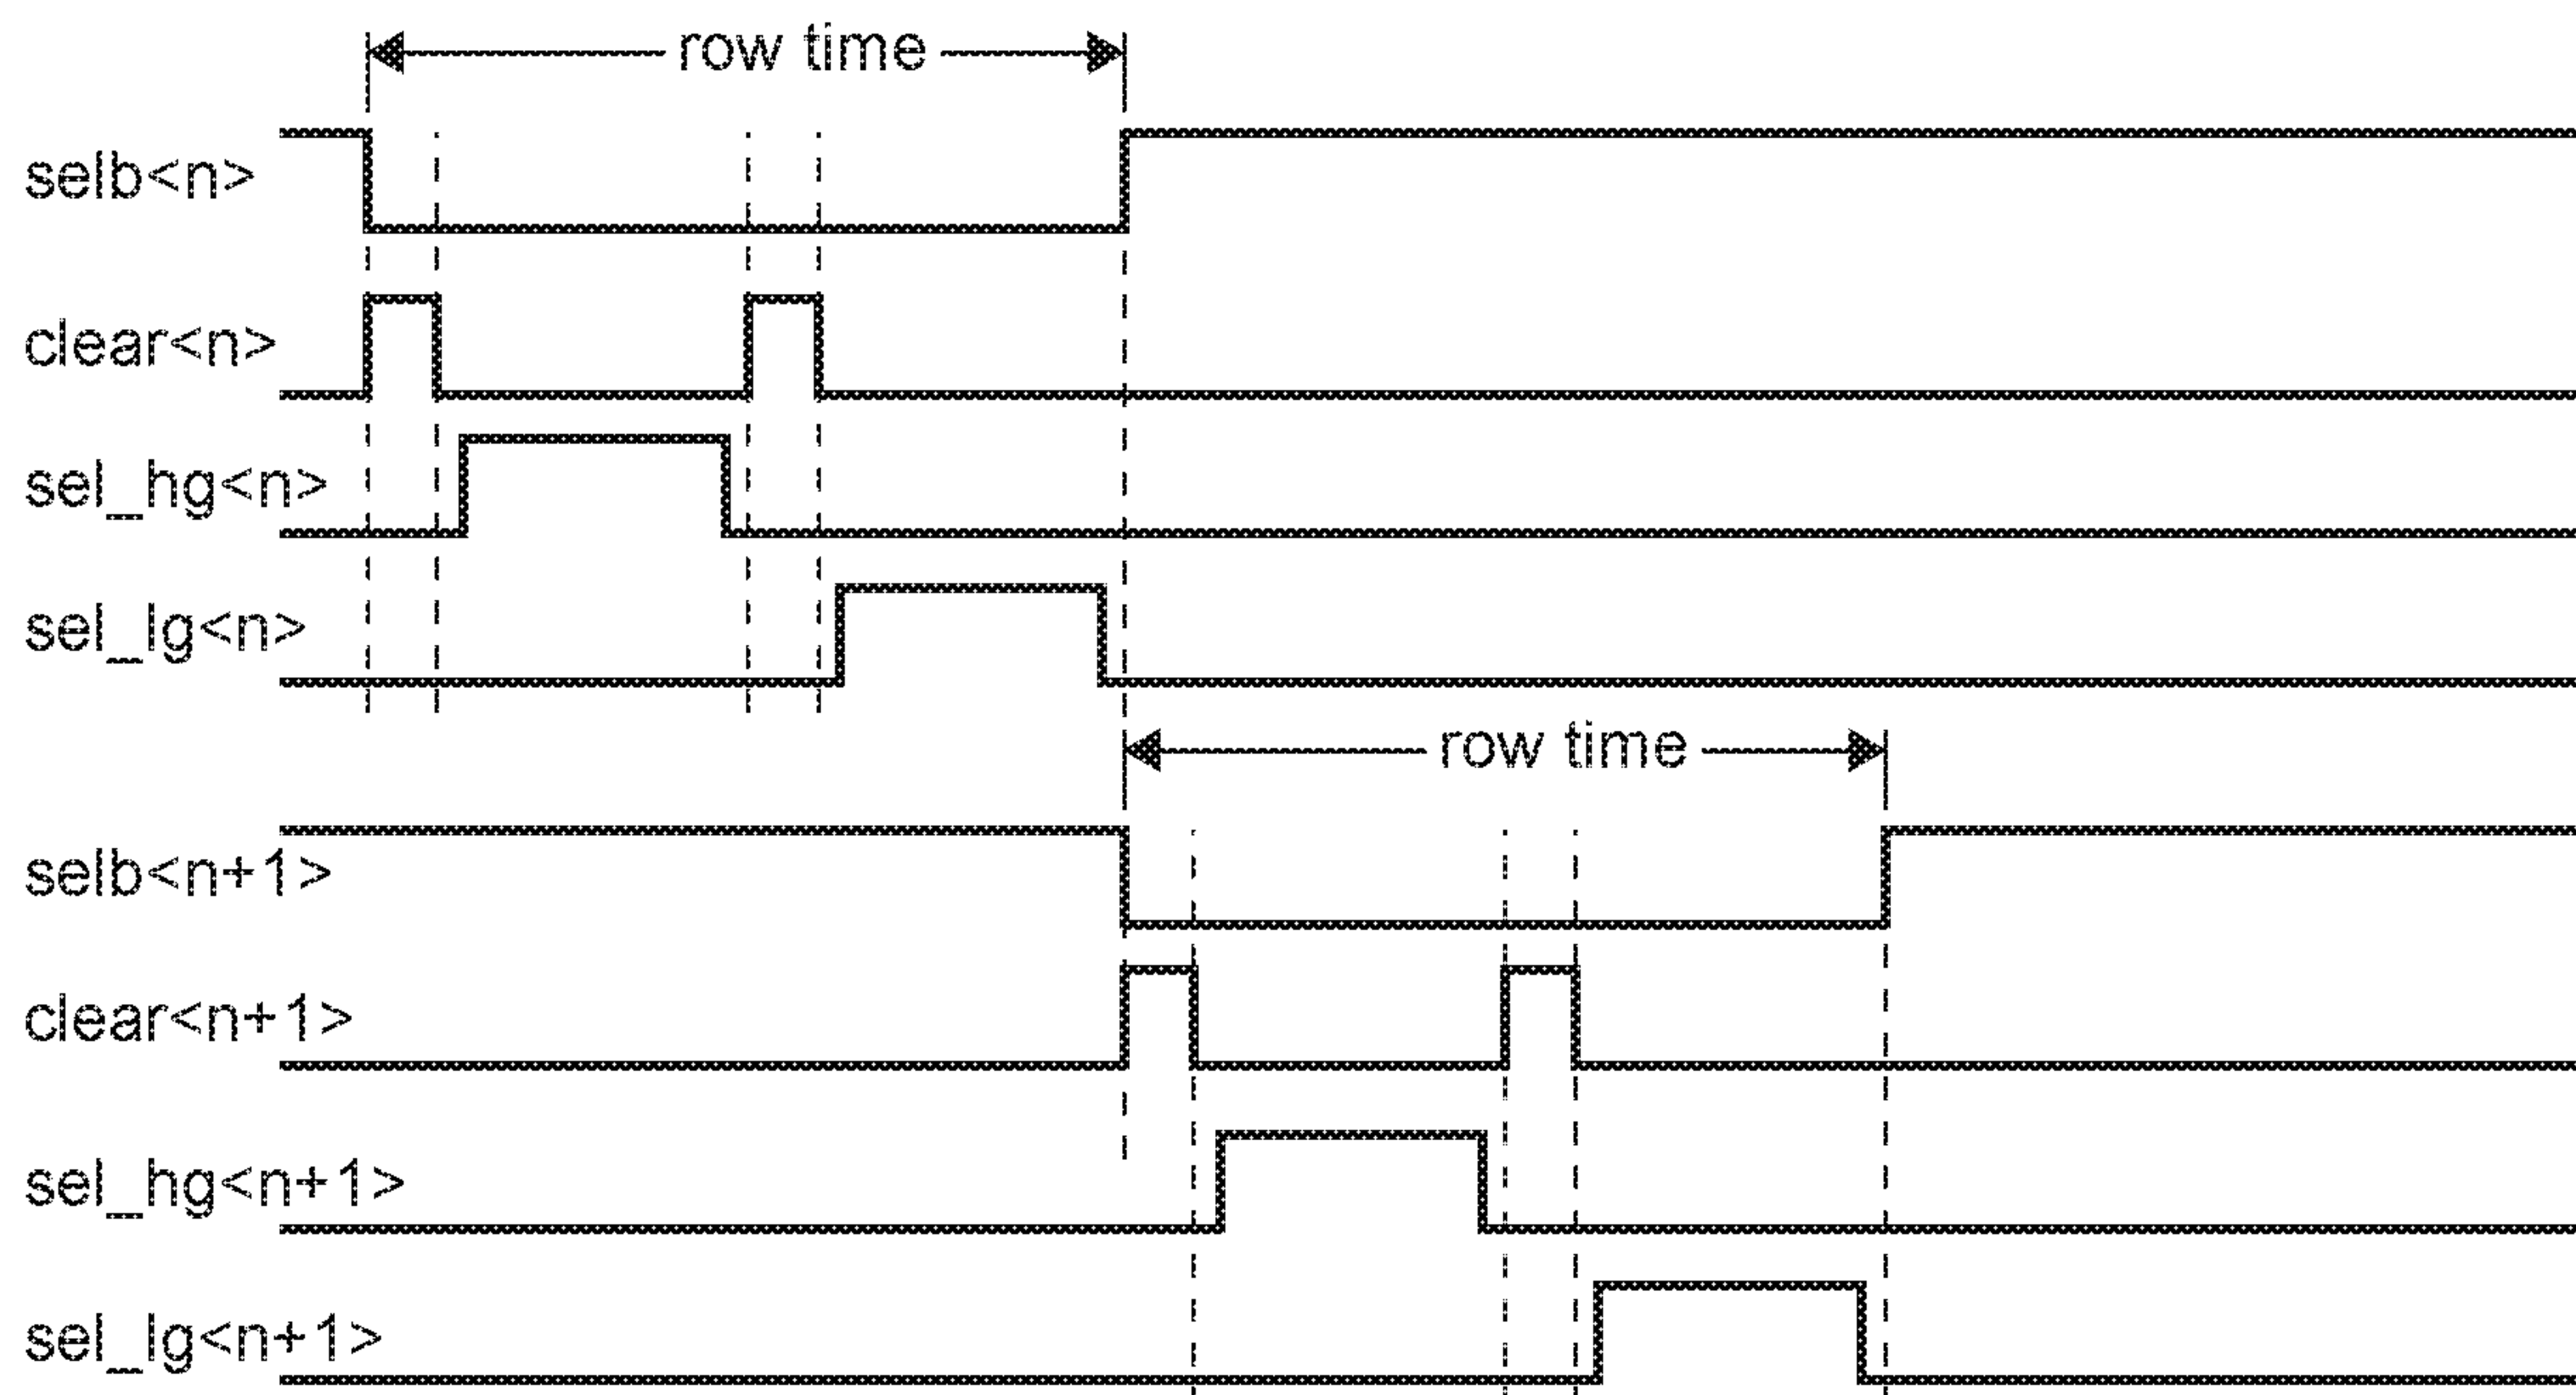 row time
selb<n>
clear<n>
sel_hg<n>
sel_lg<n>
row time
selb<n+1>
clear<n+1>
sel_hg<n+1>
sel_lg<n+1>